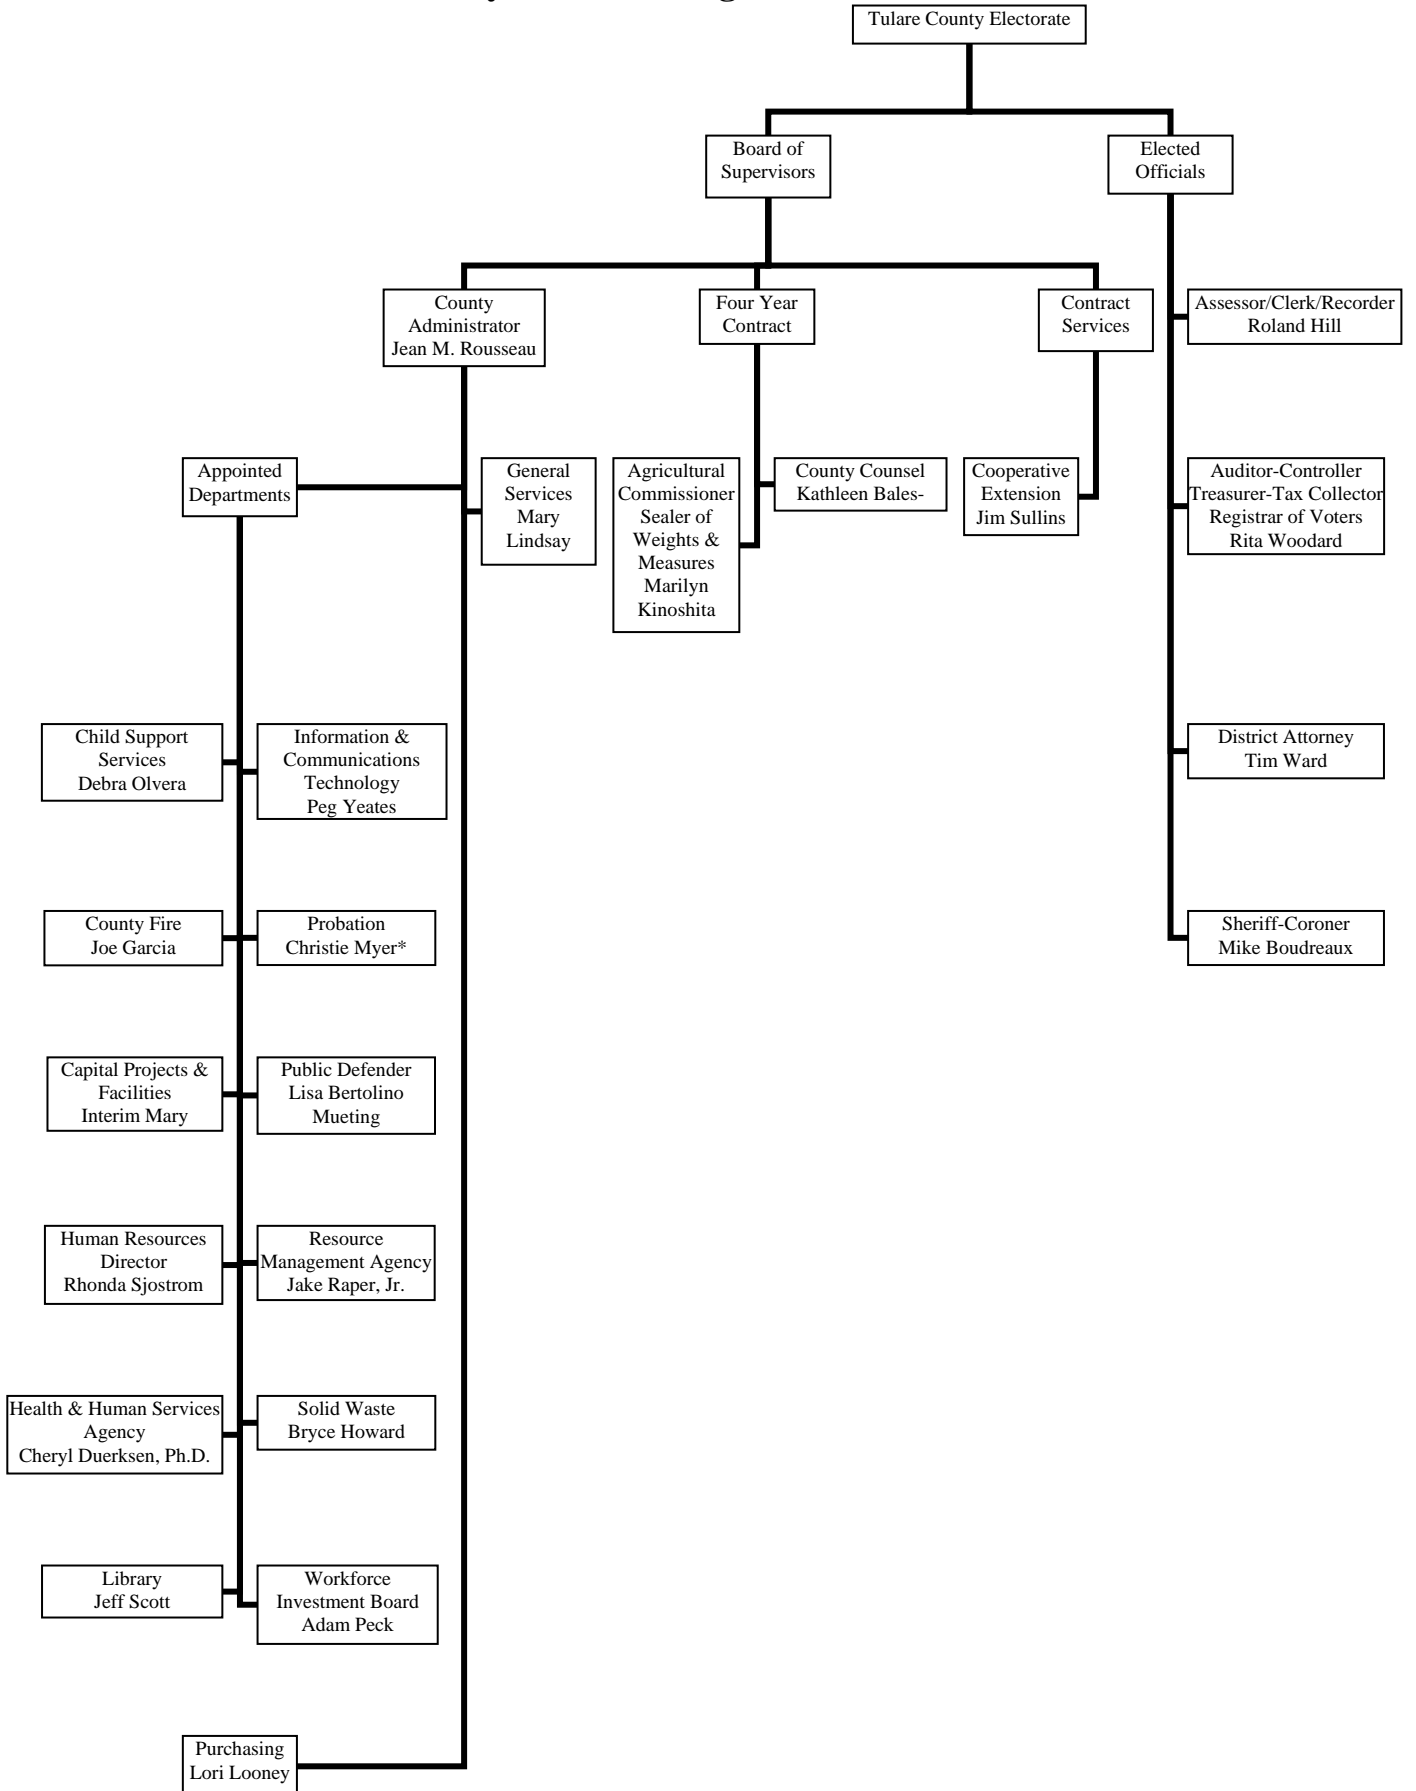 Tulare County Electorate
Board of
Supervisors
Elected
Officials
County
Administrator
Jean M. Rousseau
Four Year
Contract
Contract
Services
Assessor/Clerk/Recorder
Roland Hill
Appointed
Departments
General
Services
Mary
Lindsay
Agricultural
Commissioner
Sealer of
Weights &
Measures
Marilyn
Kinoshita
County Counsel
Kathleen Bales-
Cooperative
Extension
Jim Sullins
Auditor-Controller
Treasurer-Tax Collector
Registrar of Voters
Rita Woodard
Child Support
Services
Debra Olvera
Information &
Communications
Technology
Peg Yeates
District Attorney
Tim Ward
County Fire
Joe Garcia
Probation
Christie Myer*
Sheriff-Coroner
Mike Boudreaux
Capital Projects &
Facilities
Interim Mary
Public Defender
Lisa Bertolino
Mueting
Human Resources
Director
Rhonda Sjostrom
Resource
Management Agency
Jake Raper, Jr.
Health & Human Services
Agency
Cheryl Duerksen, Ph.D.
Solid Waste
Bryce Howard
Library
Jeff Scott
Workforce
Investment Board
Adam Peck
Purchasing
Lori Looney